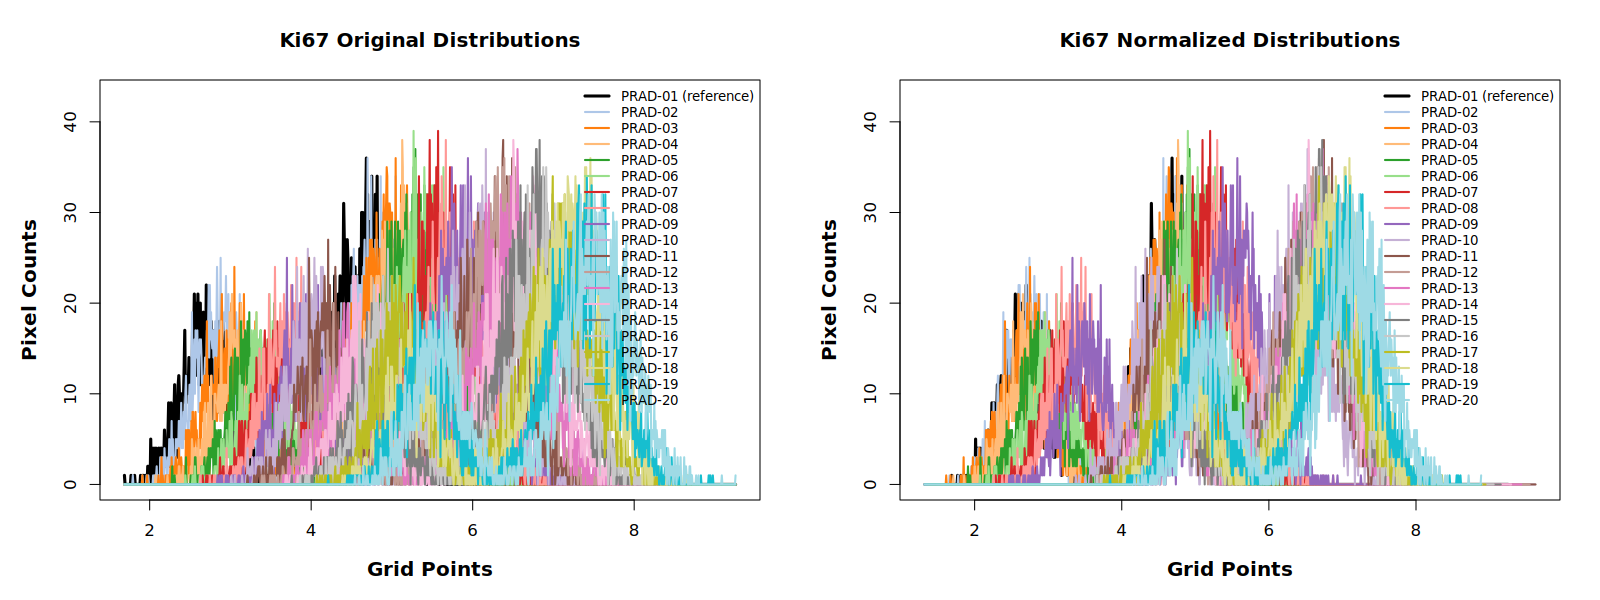 Ki67 Original Distributions
Pixel Counts
0
10
20
30
40
2
4
6
8
Grid Points
PRAD-01 (reference)
PRAD-02
PRAD-03
PRAD-04
PRAD-05
PRAD-06
PRAD-07
PRAD-08
PRAD-09
PRAD-10
PRAD-11
PRAD-12
PRAD-13
PRAD-14
PRAD-15
PRAD-16
PRAD-17
PRAD-18
PRAD-19
PRAD-20
Ki67 Normalized Distributions
Pixel Counts
0
10
20
30
40
2
4
6
8
Grid Points
PRAD-01 (reference)
PRAD-02
PRAD-03
PRAD-04
PRAD-05
PRAD-06
PRAD-07
PRAD-08
PRAD-09
PRAD-10
PRAD-11
PRAD-12
PRAD-13
PRAD-14
PRAD-15
PRAD-16
PRAD-17
PRAD-18
PRAD-19
PRAD-20